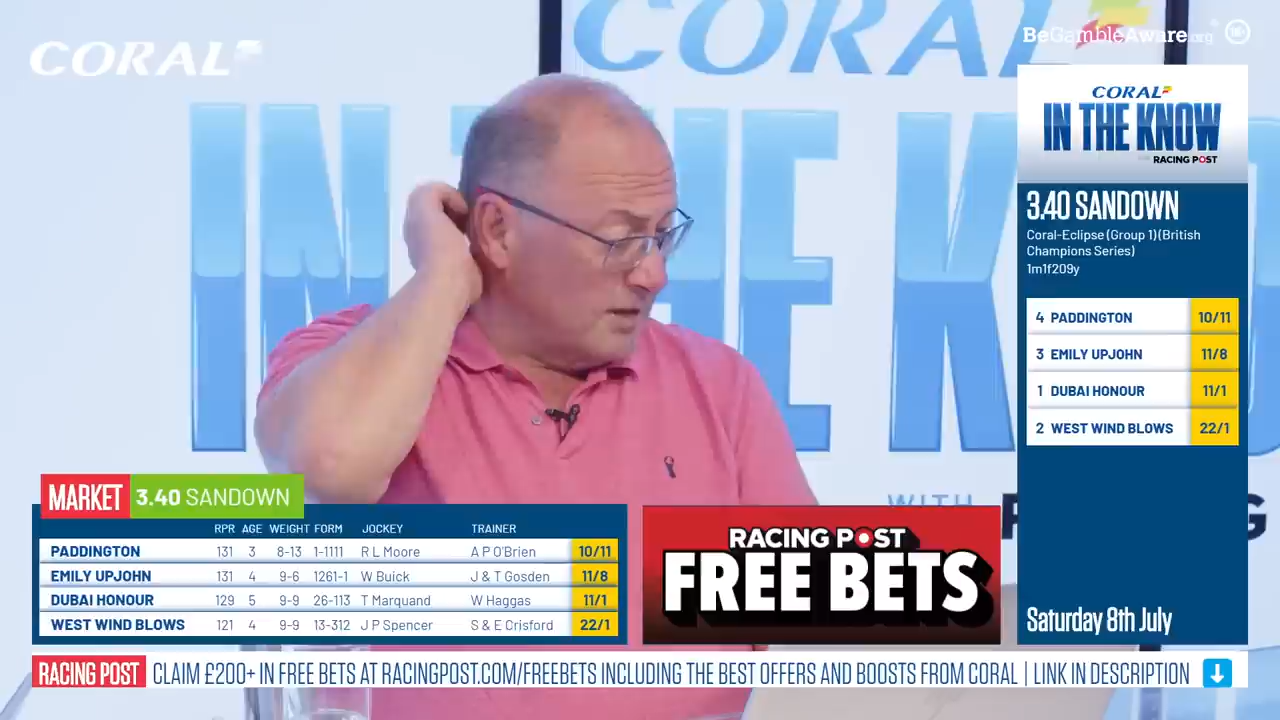 CORAL
CORAL
BeGambleAware.org 18+
IN THE KNOW
WITH
CORAL
IN THE KNOW
RACING POST
3.40 SANDOWN
Coral-Eclipse (Group 1) (British
Champions Series)
1m1f209y
4 PADDINGTON 10/11
3 EMILY UPJOHN 11/8
1 DUBAI HONOUR 11/1
2 WEST WIND BLOWS 22/1
Saturday 8th July
MARKET 3.40 SANDOWN
RPR AGE WEIGHT FORM JOCKEY TRAINER
PADDINGTON 131 3 8-13 1-1111 R L Moore A P O'Brien 10/11
EMILY UPJOHN 131 4 9-6 1261-1 W Buick J & T Gosden 11/8
DUBAI HONOUR 129 5 9-9 26-113 T Marquand W Haggas 11/1
WEST WIND BLOWS 121 4 9-9 13-312 J P Spencer S & E Crisford 22/1
RACING POST
FREE BETS
RACING POST CLAIM £200+ IN FREE BETS AT RACINGPOST.COM/FREEBETS INCLUDING THE BEST OFFERS AND BOOSTS FROM CORAL | LINK IN DESCRIPTION